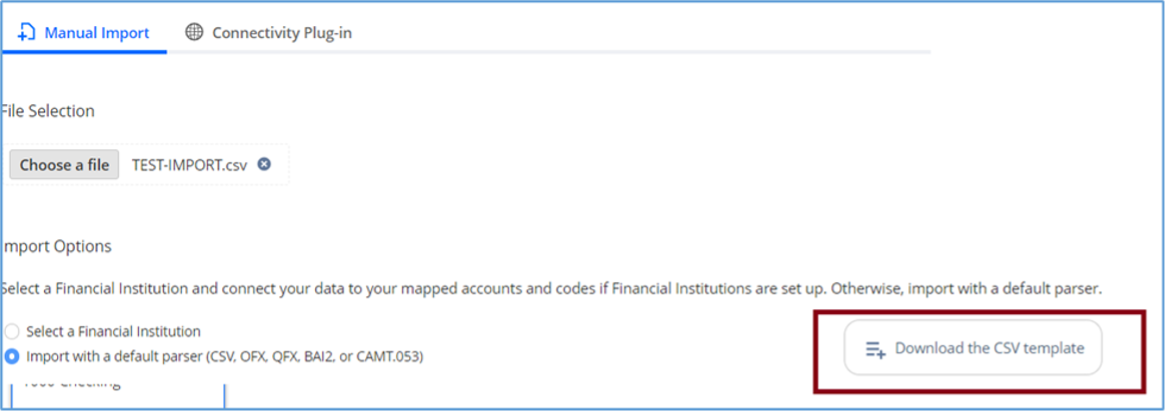 Manual Import
Connectivity Plug-in
File Selection
Choose a file
TEST-IMPORT.csv
mport Options
Select a Financial Institution and connect your data to your mapped accounts and codes if Financial Institutions are set up. Otherwise, import with a default parser.
Select a Financial Institution
Import with a default parser (CSV, OFX, QFX, BAI2, or CAMT.053)
Download the CSV template
Checking